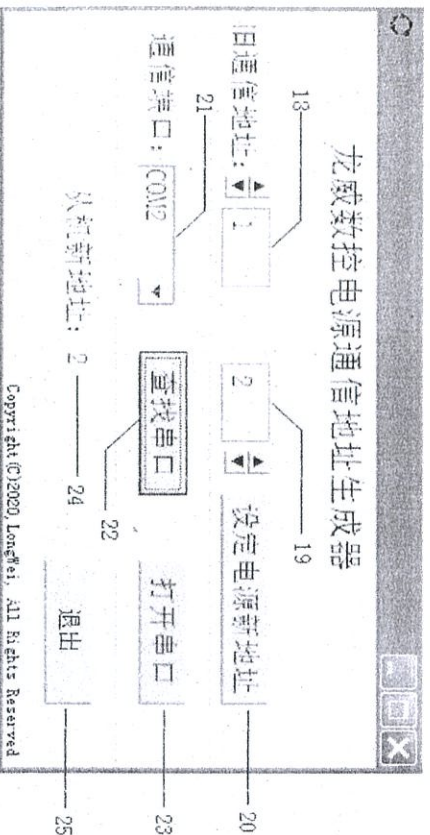 龙威数控电源通信地址生成器
18
19
旧通信地址: 1
2
设定电源新地址
20
21
通信端口: COM2
查找串口
打开串口
23
22
从机新地址: 2
24
退出
25
Copyright (C)2020, LongWei, All Rights Reserved